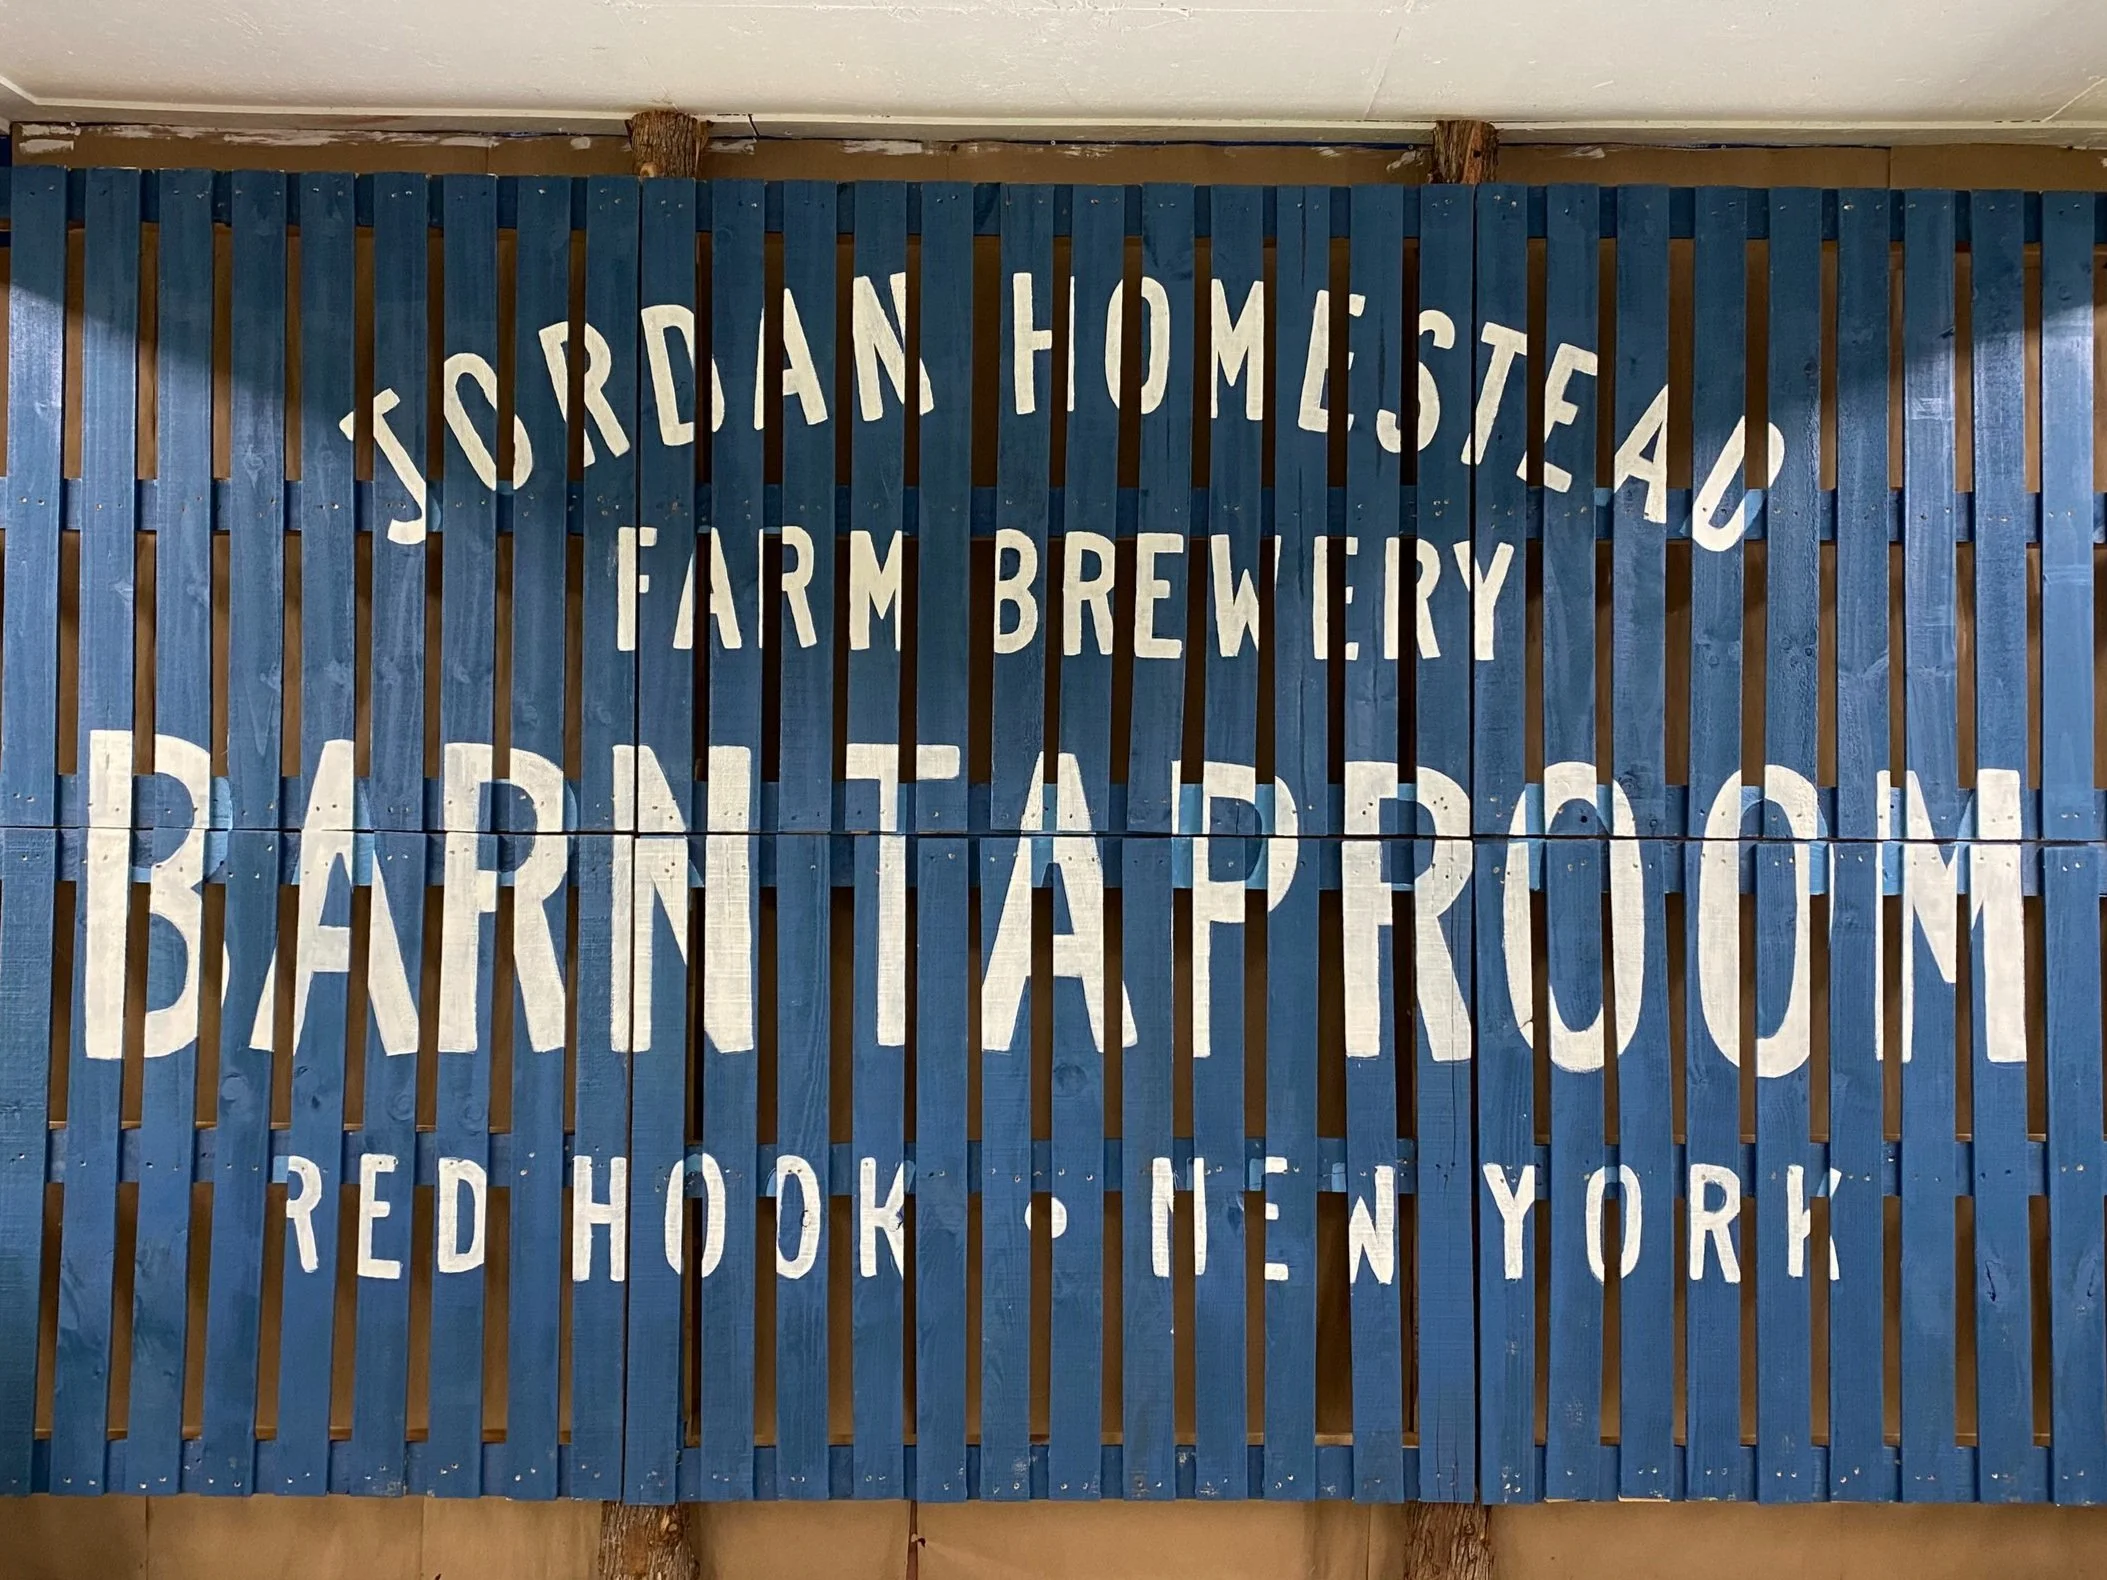 JORDAN HOMESTEAD
FARM BREWERY
BARN TAPROOM
RED HOOK • NEW YORK